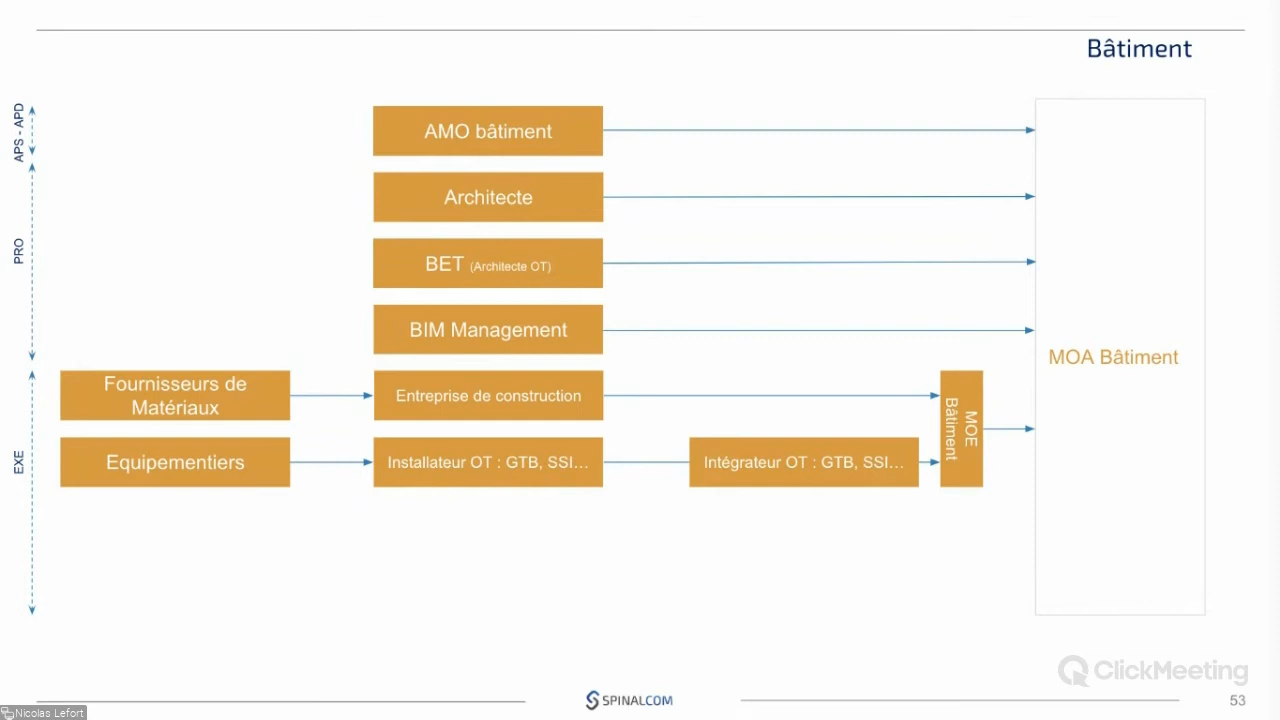 Bâtiment
APS - APD
AMO bâtiment
Architecte
PRO
BET (Architecte OT)
BIM Management
MOA Bâtiment
Fournisseurs de
Matériaux
Entreprise de construction
MOE
Bâtiment
EXE
Equipementiers
Installateur OT : GTB, SSI...
Intégrateur OT : GTB, SSI...
ClickMeeting
SPINALCOM
53
Nicolas Lefort